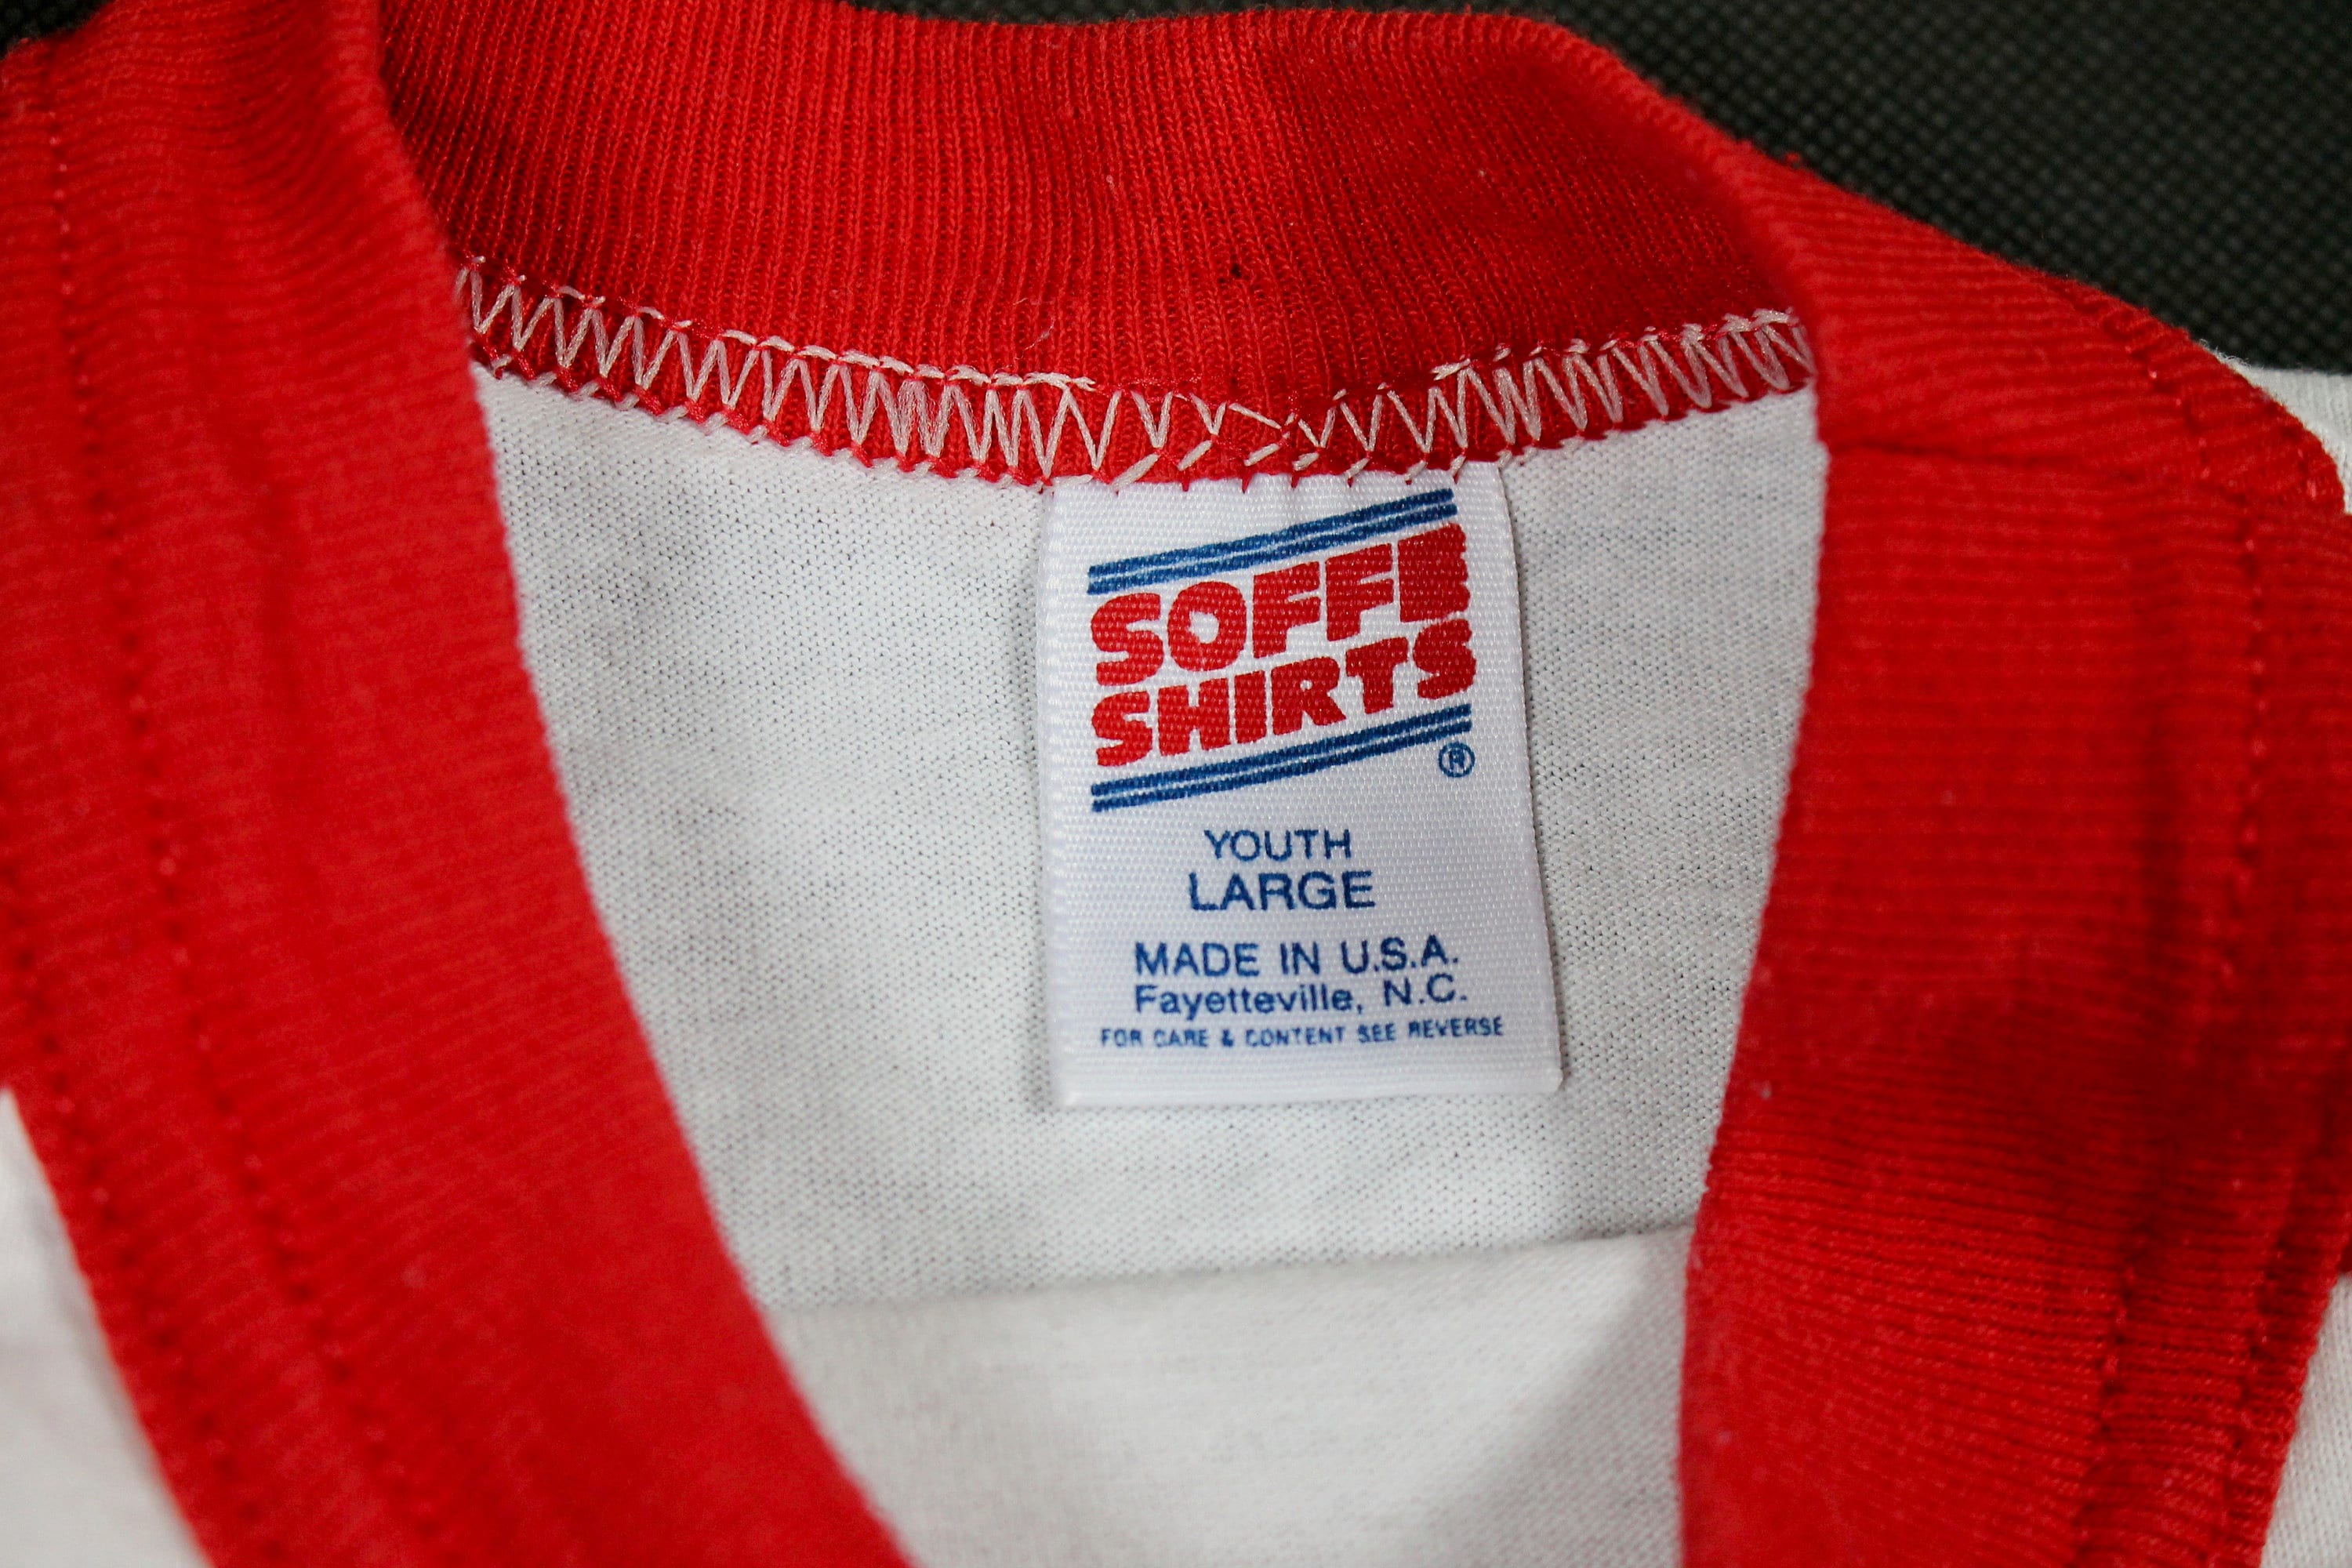 SOFFE
SHIRTS
®
YOUTH
LARGE
MADE IN U.S.A.
Fayetteville, N.C.
FOR CARE & CONTENT SEE REVERSE